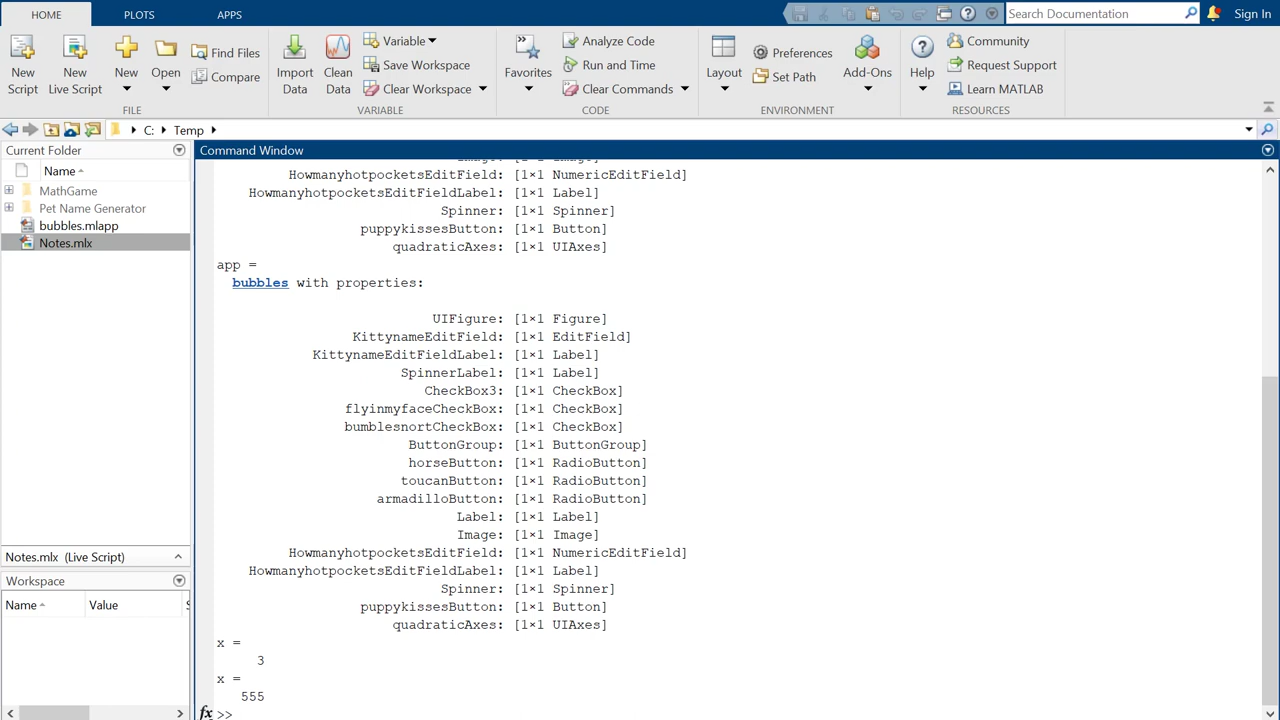 HOME PLOTS APPS
Search Documentation
Sign In
New Script
New Live Script
New
Open
Find Files
Compare
FILE
Import Data
Clean Data
Variable
Save Workspace
Clear Workspace
VARIABLE
Favorites
Analyze Code
Run and Time
Clear Commands
CODE
Layout
Preferences
Set Path
Add-Ons
ENVIRONMENT
Help
Community
Request Support
Learn MATLAB
RESOURCES
C: Temp
Current Folder
Name
MathGame
Pet Name Generator
bubbles.mlapp
Notes.mlx
Notes.mlx (Live Script)
Workspace
Name Value
Command Window
HowmanyhotpocketsEditField: [1×1 NumericEditField]
HowmanyhotpocketsEditFieldLabel: [1×1 Label]
Spinner: [1×1 Spinner]
puppykissesButton: [1×1 Button]
quadraticAxes: [1×1 UIAxes]
app =
bubbles with properties:
UIFigure: [1×1 Figure]
KittynameEditField: [1×1 EditField]
KittynameEditFieldLabel: [1×1 Label]
SpinnerLabel: [1×1 Label]
CheckBox3: [1×1 CheckBox]
flyinmyfaceCheckBox: [1×1 CheckBox]
bumblesnortCheckBox: [1×1 CheckBox]
ButtonGroup: [1×1 ButtonGroup]
horseButton: [1×1 RadioButton]
toucanButton: [1×1 RadioButton]
armadilloButton: [1×1 RadioButton]
Label: [1×1 Label]
Image: [1×1 Image]
HowmanyhotpocketsEditField: [1×1 NumericEditField]
HowmanyhotpocketsEditFieldLabel: [1×1 Label]
Spinner: [1×1 Spinner]
puppykissesButton: [1×1 Button]
quadraticAxes: [1×1 UIAxes]
x =
3
x =
555
fx >>